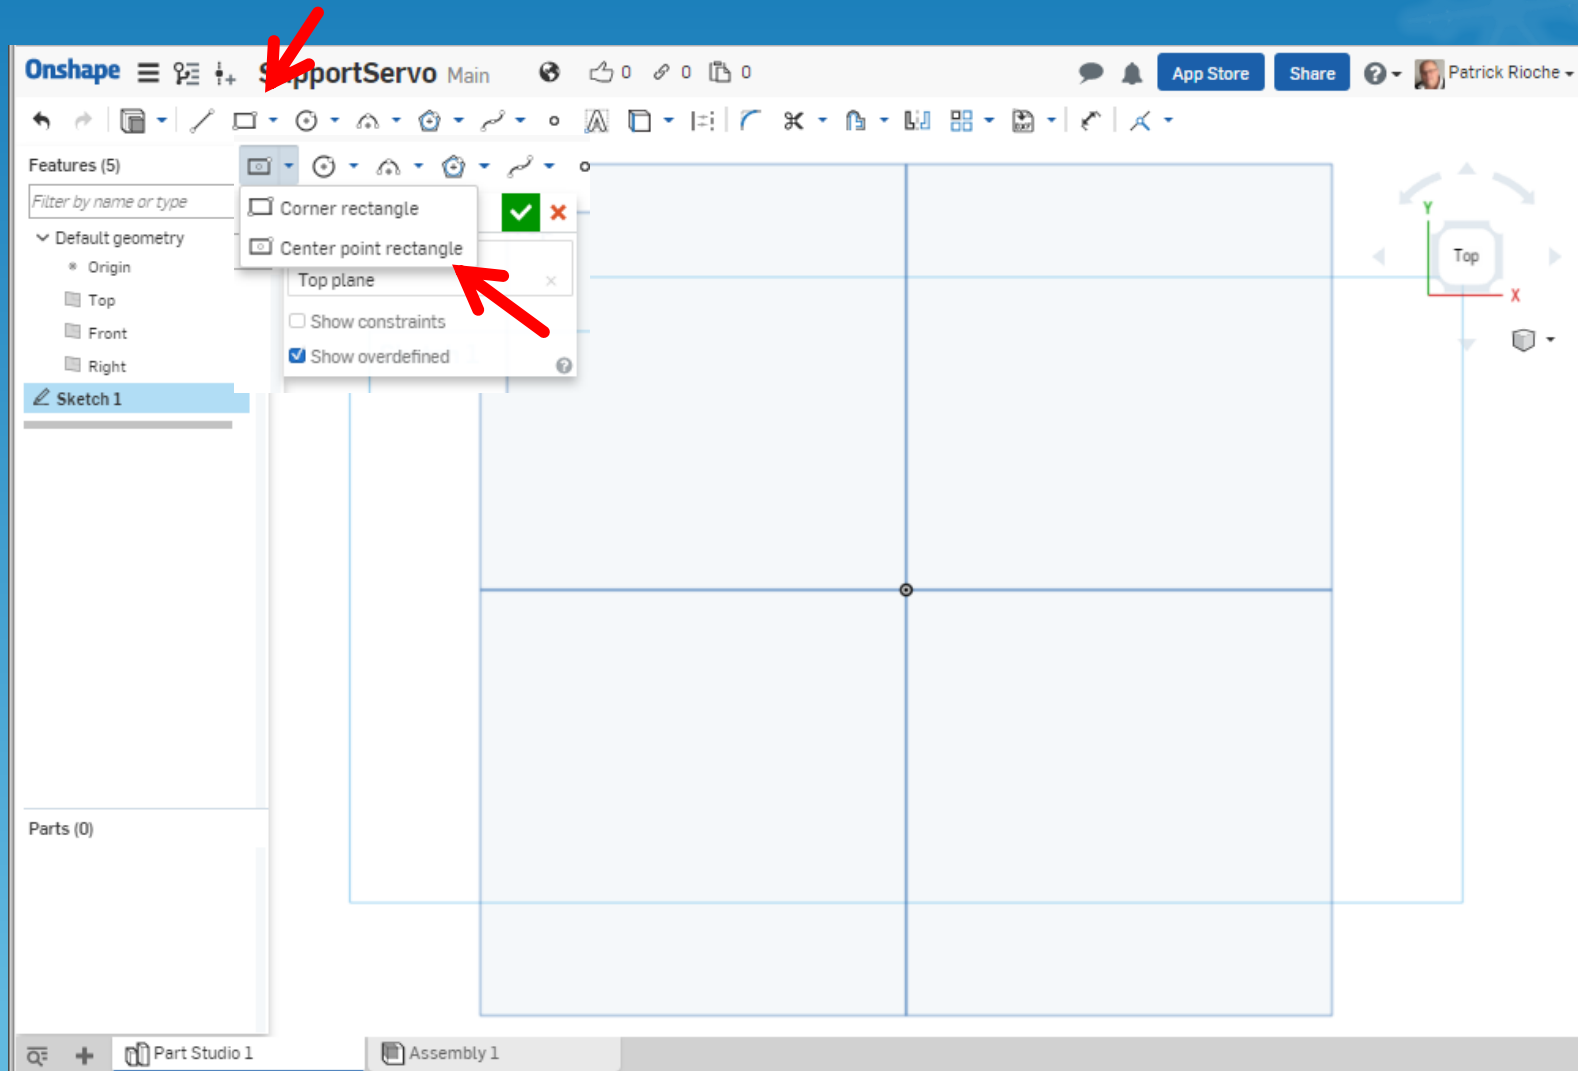 Onshape SupportServo Main 0 0 0 App Store Share Patrick Rioche
Features (5)
Filter by name or type
Corner rectangle
Center point rectangle
Default geometry
Origin
Top plane
Top
Show constraints
Front
Show overdefined
Right
Sketch 1
Y
Top
X
Parts (0)
Part Studio 1
Assembly 1